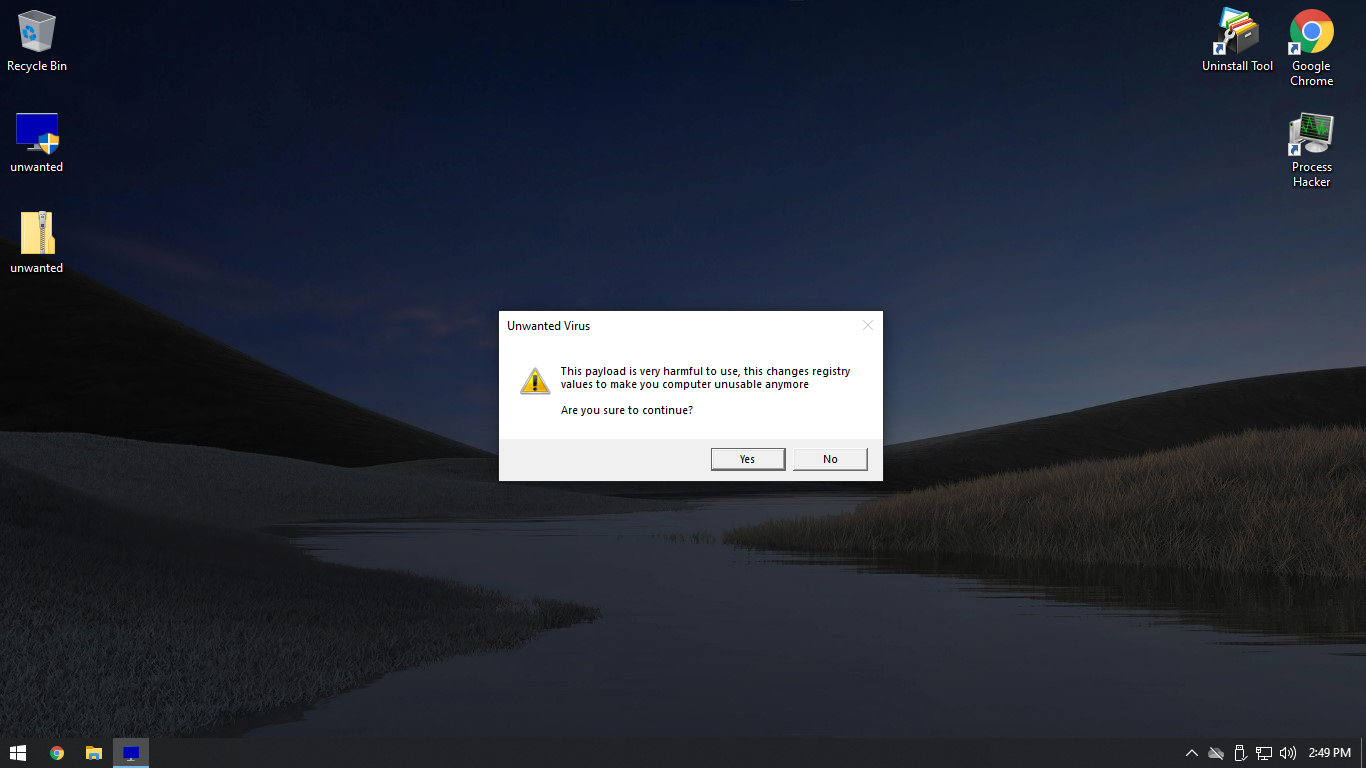 Recycle Bin
unwanted
unwanted
Uninstall Tool
Google
Chrome
Process
Hacker
Unwanted Virus
This payload is very harmful to use, this changes registry
values to make you computer unusable anymore
Are you sure to continue?
Yes
No
2:49 PM